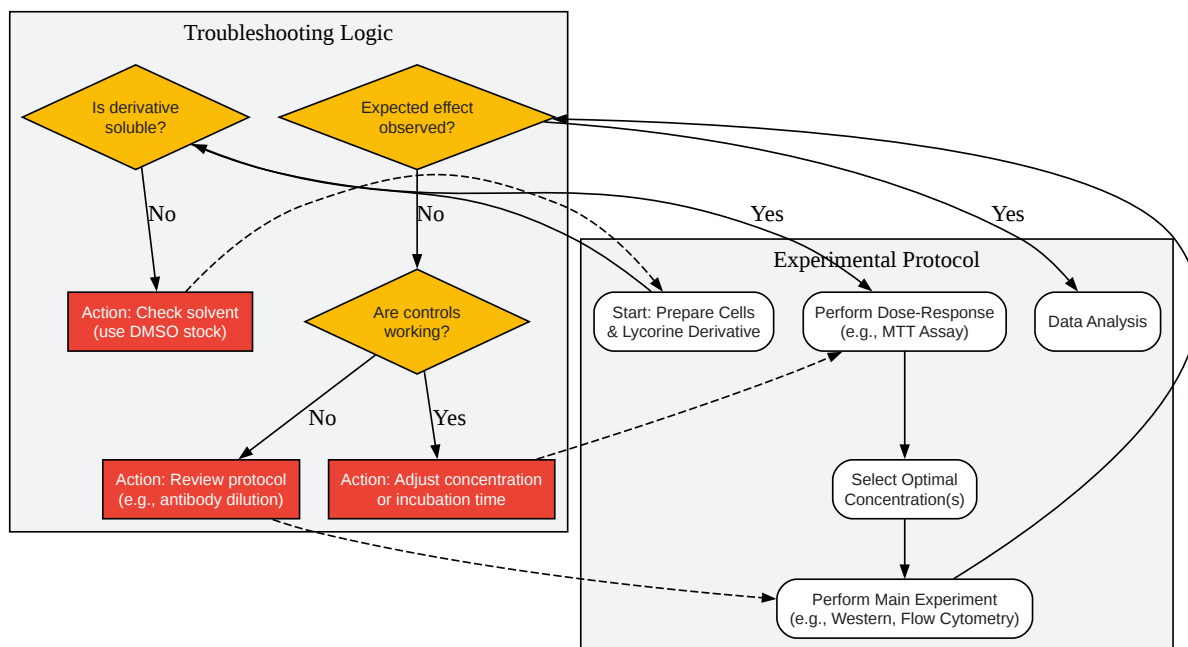 Troubleshooting Logic
Is derivative
soluble?
Expected effect
observed?
No
No
Yes
Yes
Experimental Protocol
Action: Check solvent
(use DMSO stock)
Are controls
working?
Start: Prepare Cells
& Lycorine Derivative
Perform Dose-Response
(e.g., MTT Assay)
Data Analysis
No
Yes
Action: Review protocol
(e.g., antibody dilution)
Action: Adjust concentration
or incubation time
Select Optimal
Concentration(s)
Perform Main Experiment
(e.g., Western, Flow Cytometry)